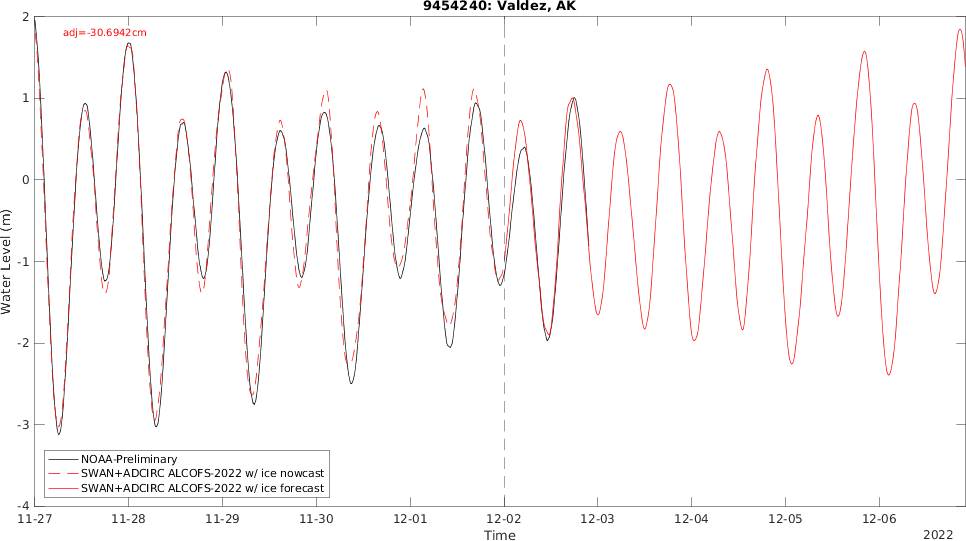 9454240: Valdez, AK
adj=-30.6942cm
2
1
0
-1
-2
-3
-4
Water Level (m)
NOAA-Preliminary
SWAN+ADCIRC ALCOFS-2022 w/ ice nowcast
SWAN+ADCIRC ALCOFS-2022 w/ ice forecast
11-27 11-28 11-29 11-30 12-01 12-02 12-03 12-04 12-05 12-06
Time
2022